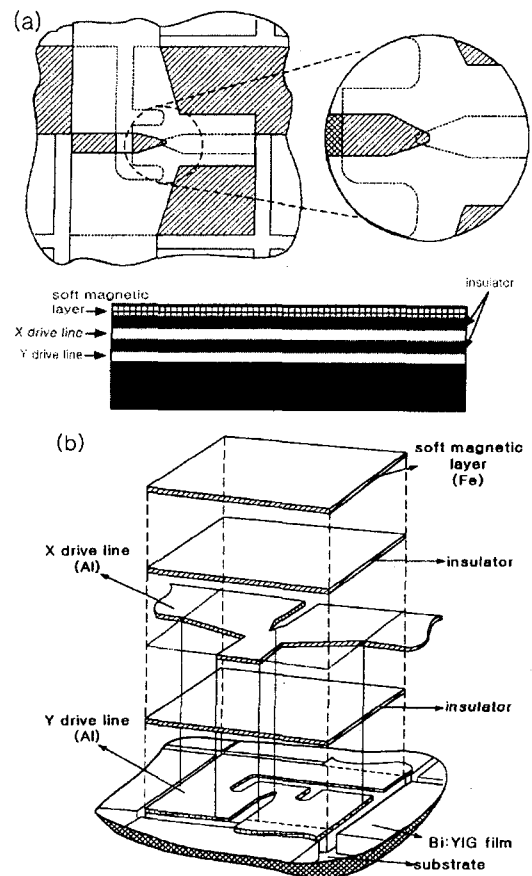 (a)
insulator
soft magnetic
layer
X drive line
Y drive line
(b)
soft magnetic
layer
(Fe)
X drive line
(Al)
insulator
Y drive line
(Al)
insulator
Bi:YIG film
substrate